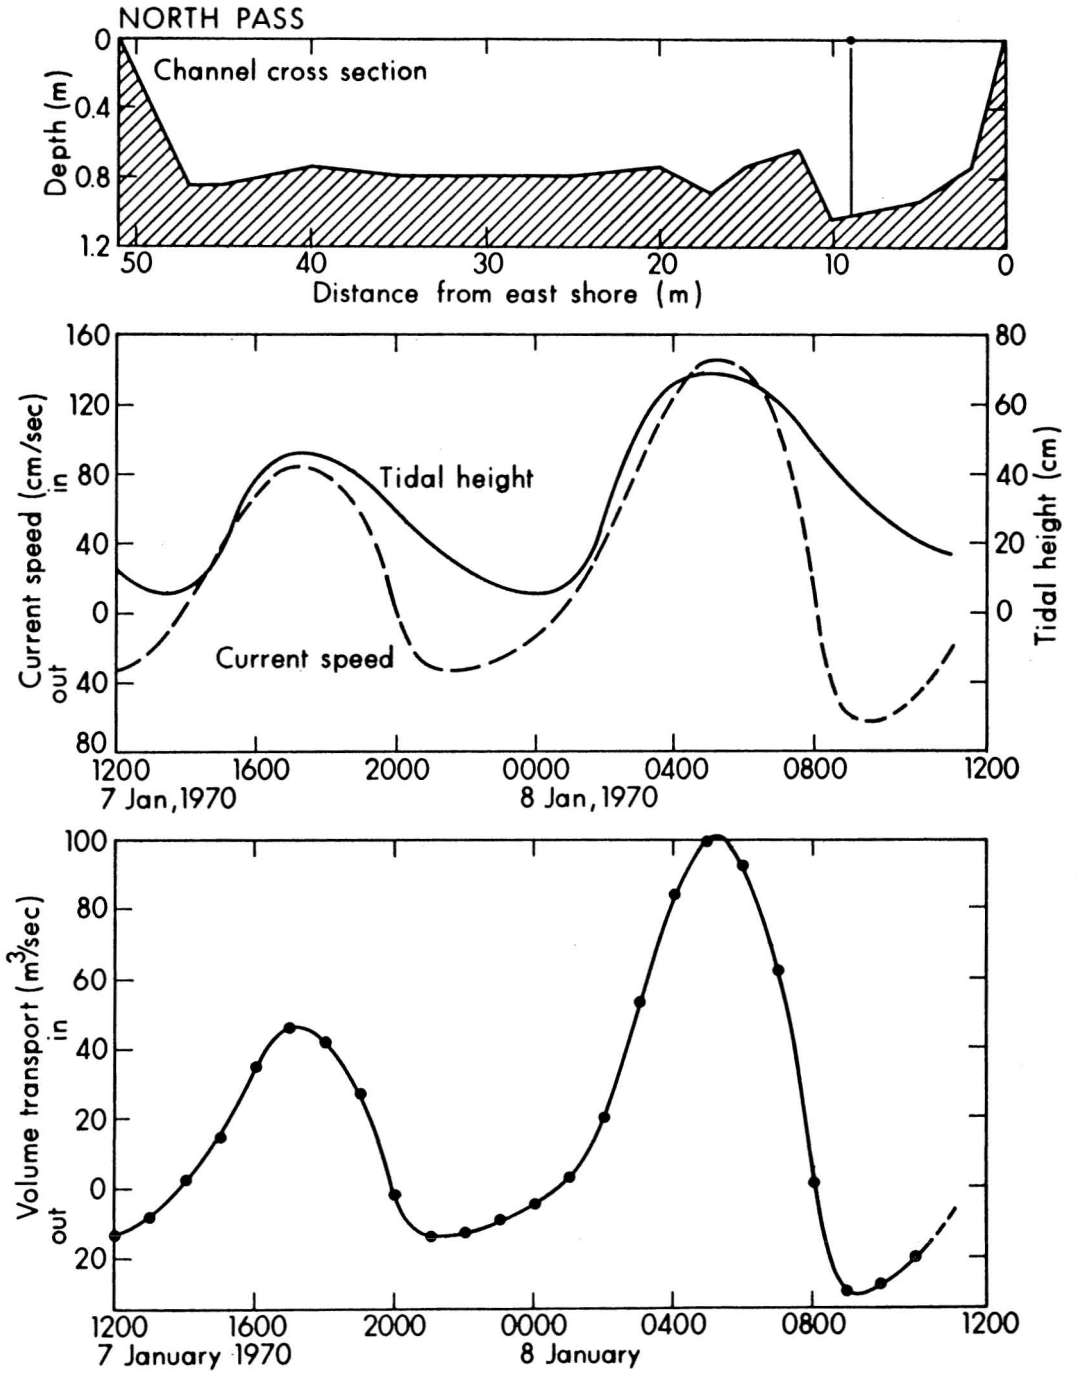 NORTH PASS
Channel cross section
0
0.4
0.8
1.2
Depth (m)
50 40 30 20 10 0
Distance from east shore (m)
160
120
80
40
0
40
80
Current speed (cm/sec)
in
out
80
60
40
20
0
Tidal height (cm)
Tidal height
Current speed
1200 1600 2000 0000 0400 0800 1200
7 Jan, 1970 8 Jan, 1970
100
80
60
40
20
0
20
Volume transport (m³/sec)
in
out
1200 1600 2000 0000 0400 0800 1200
7 January 1970 8 January